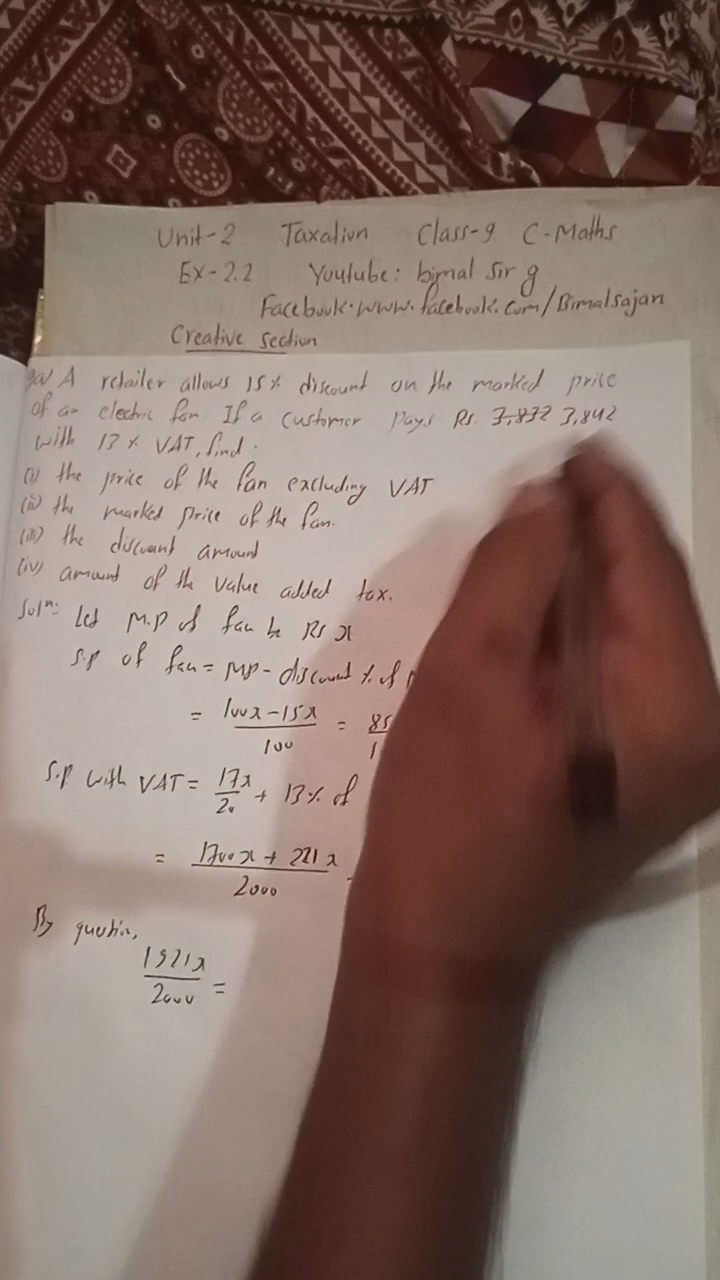 Unit-2 Taxation Class-9 C-Maths
Ex-2.2 Youtube: bimal sir g
Facebook.www.facebook.com/Bimalsajan
Creative section
A retailer allows 15% discount on the marked price
of an electric fan. If a customer pays Rs. 3,842
with 13% VAT, find.
(i) the price of the fan excluding VAT
(ii) the marked price of the fan.
(iii) the discount amount
(iv) amount of the value added tax.
Solⁿ: Let M.P of fan be Rs x
S.P of fan = MP - discount % of
= 100x-15x / 100 = 85
S.P with VAT = 17x / 20 + 13% of
= 1700x + 221x / 2000
By question,
1921x / 2000 =